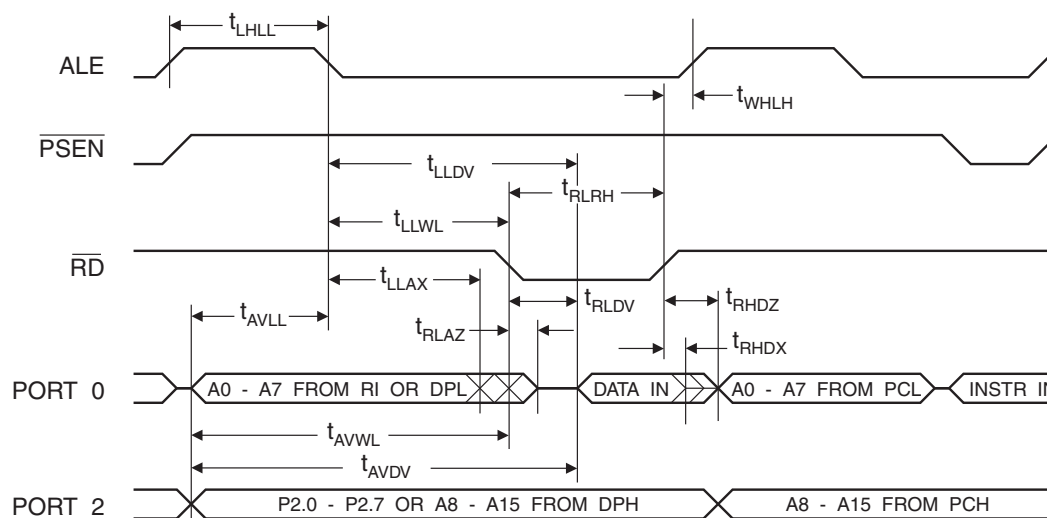 tLHLL
ALE
tWHLH
PSEN
tLLDV
tRLRH
tLLWL
RD
tLLAX
tRLDV
tRHDZ
tAVLL
tRLAZ
tRHDX
PORT 0
A0 - A7 FROM RI OR DPL
DATA IN
A0 - A7 FROM PCL
INSTR IN
tAVWL
tAVDV
PORT 2
P2.0 - P2.7 OR A8 - A15 FROM DPH
A8 - A15 FROM PCH